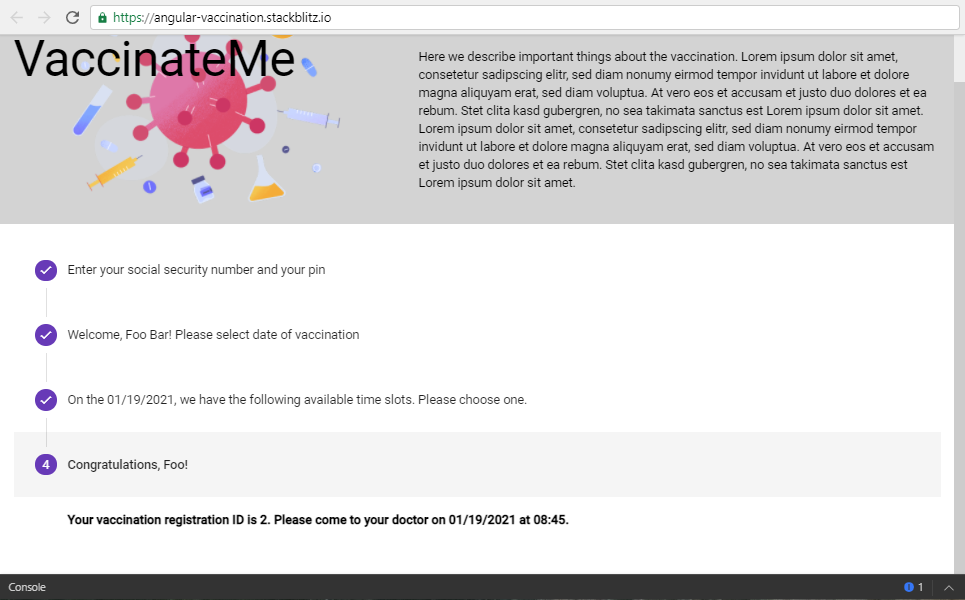 https://angular-vaccination.stackblitz.io
VaccinateMe
Here we describe important things about the vaccination. Lorem ipsum dolor sit amet,
consetetur sadipscing elitr, sed diam nonumy eirmod tempor invidunt ut labore et dolore
magna aliquyam erat, sed diam voluptua. At vero eos et accusam et justo duo dolores et ea
rebum. Stet clita kasd gubergren, no sea takimata sanctus est Lorem ipsum dolor sit amet.
Lorem ipsum dolor sit amet, consetetur sadipscing elitr, sed diam nonumy eirmod tempor
invidunt ut labore et dolore magna aliquyam erat, sed diam voluptua. At vero eos et accusam
et justo duo dolores et ea rebum. Stet clita kasd gubergren, no sea takimata sanctus est
Lorem ipsum dolor sit amet.
Enter your social security number and your pin
Welcome, Foo Bar! Please select date of vaccination
On the 01/19/2021, we have the following available time slots. Please choose one.
4 Congratulations, Foo!
Your vaccination registration ID is 2. Please come to your doctor on 01/19/2021 at 08:45.
Console 1